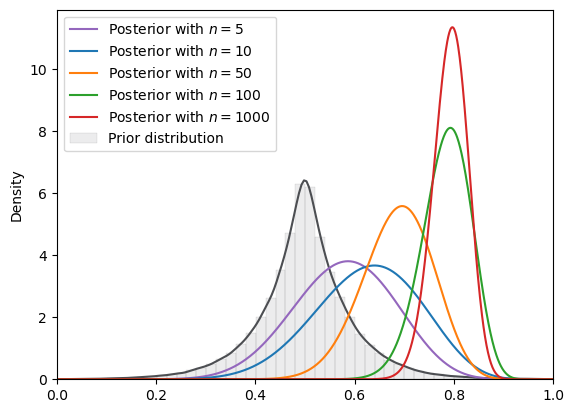 Posterior with n = 5
Posterior with n = 10
Posterior with n = 50
Posterior with n = 100
Posterior with n = 1000
Prior distribution
Density
10
8
6
4
2
0
0.0 0.2 0.4 0.6 0.8 1.0